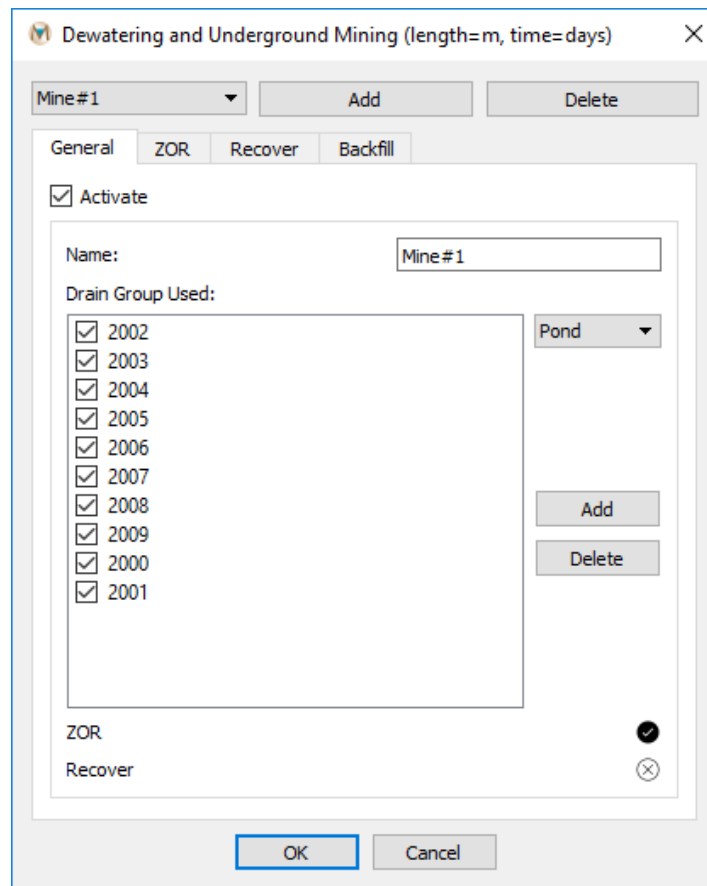 Dewatering and Underground Mining (length=m, time=days)
Mine#1 Add Delete
General ZOR Recover Backfill
Activate
Name: Mine#1
Drain Group Used:
2002 Pond
2003
2004
2005
2006
2007
2008 Add
2009
2000 Delete
2001
ZOR
Recover
OK Cancel